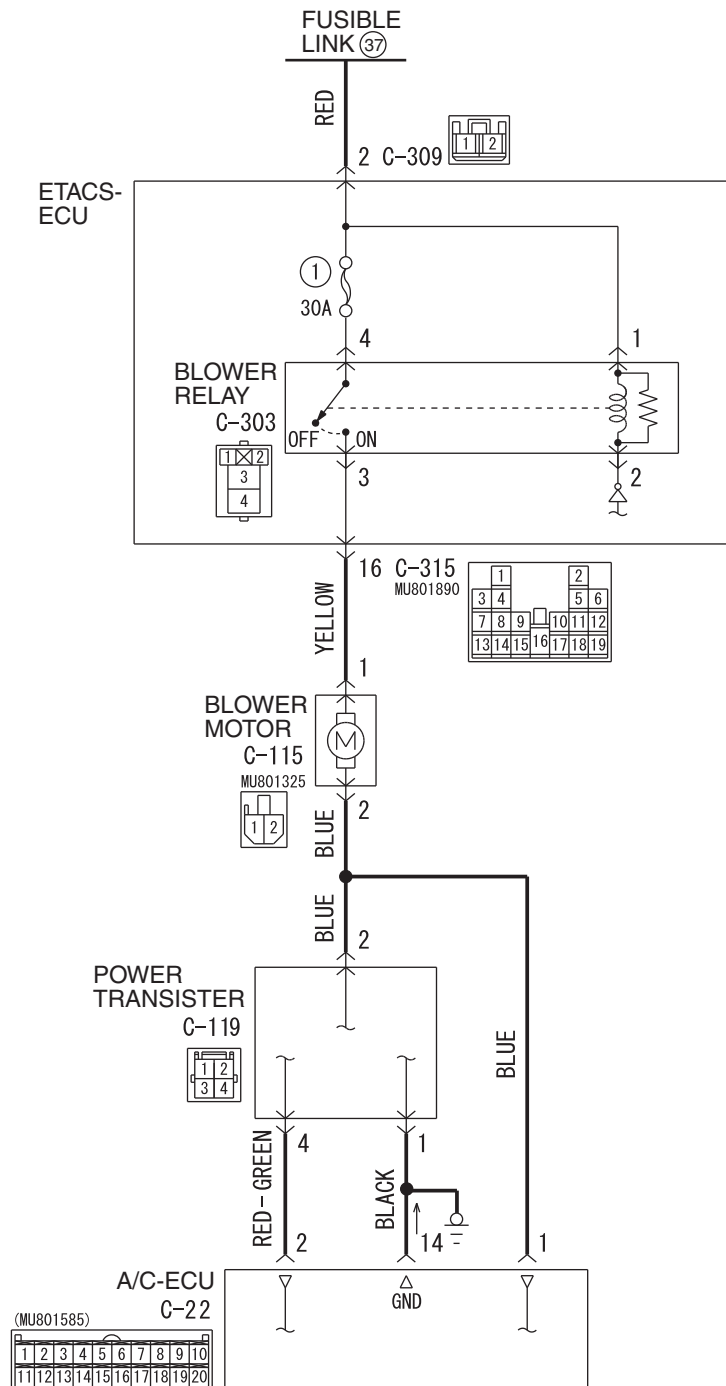 FUSIBLE
LINK 37
RED
2 C-309
1 2
ETACS-
ECU
1
30A
4
1
BLOWER
RELAY
C-303
OFF ON
1 2
3
4
3
2
16 C-315
MU801890
1 2
3 4 5 6
7 8 9 10 11 12
13 14 15 16 17 18 19
YELLOW
1
BLOWER
MOTOR
M
C-115
MU801325
1 2
2
BLUE
BLUE
2
POWER
TRANSISTER
C-119
1 2
3 4
BLUE
4
1
RED-GREEN
BLACK
2
14
1
A/C-ECU
C-22
GND
(MU801585)
1 2 3 4 5 6 7 8 9 10
11 12 13 14 15 16 17 18 19 20